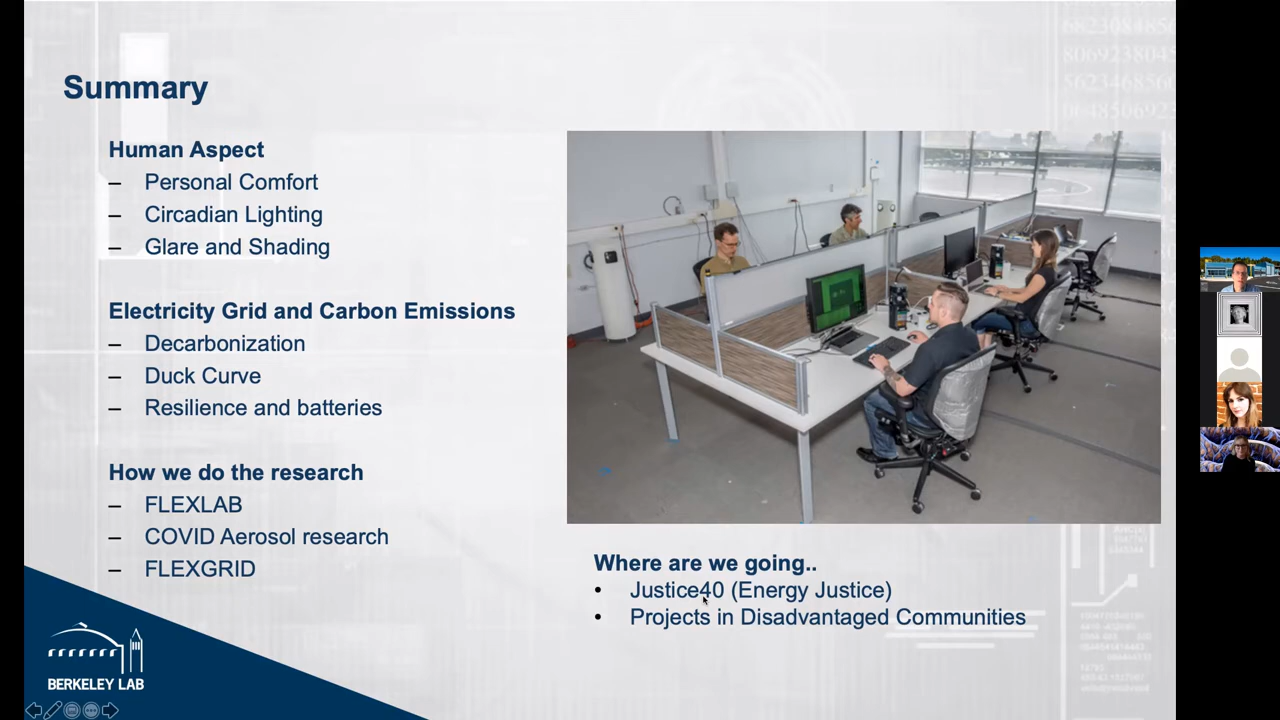 Summary
Human Aspect
– Personal Comfort
– Circadian Lighting
– Glare and Shading
Electricity Grid and Carbon Emissions
– Decarbonization
– Duck Curve
– Resilience and batteries
How we do the research
– FLEXLAB
– COVID Aerosol research
– FLEXGRID
Where are we going..
• Justice40 (Energy Justice)
• Projects in Disadvantaged Communities
BERKELEY LAB